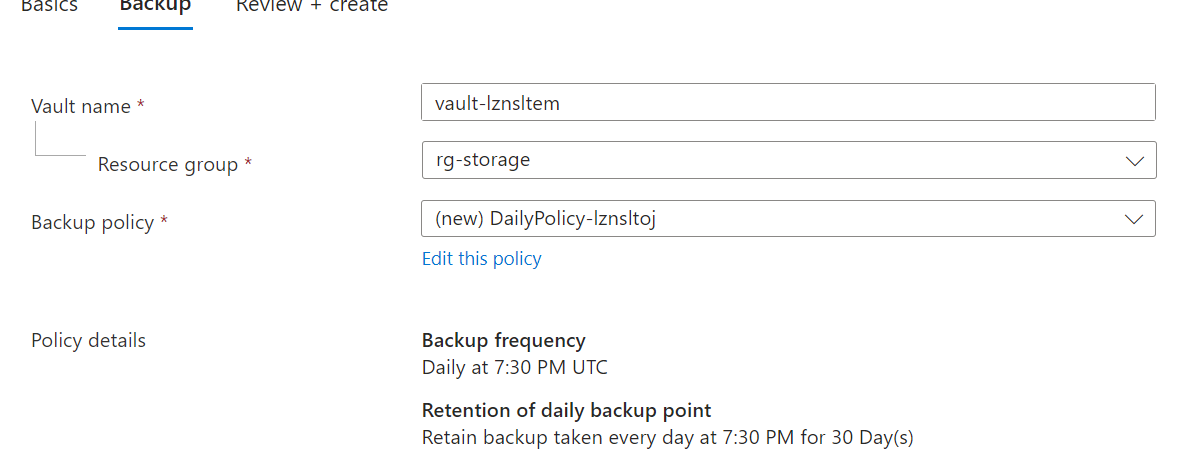 Basics Backup Review + create
Vault name *
vault-lznsltem
Resource group *
rg-storage
Backup policy *
(new) DailyPolicy-lznsltoj
Edit this policy
Policy details
Backup frequency
Daily at 7:30 PM UTC
Retention of daily backup point
Retain backup taken every day at 7:30 PM for 30 Day(s)